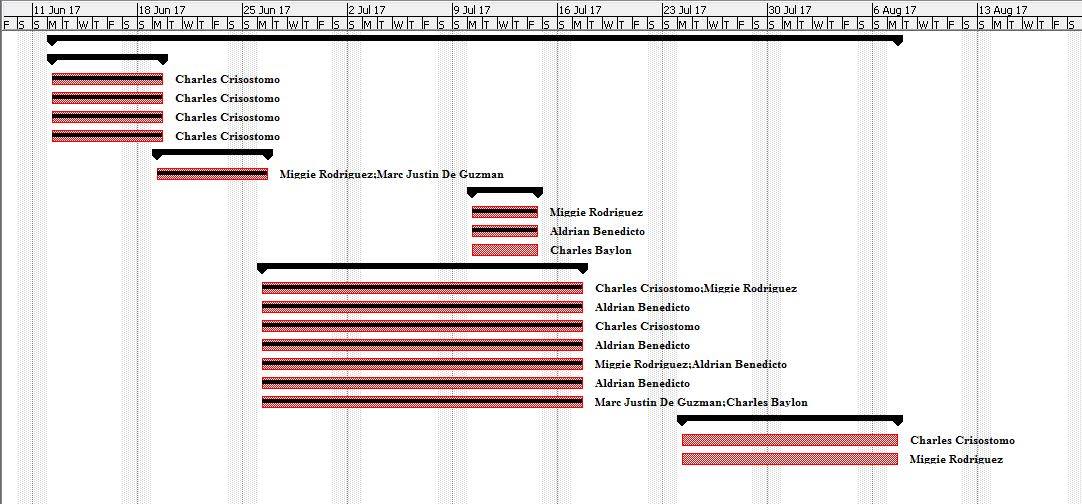 11 Jun 17 18 Jun 17 25 Jun 17 2 Jul 17 9 Jul 17 16 Jul 17 23 Jul 17 30 Jul 17 6 Aug 17 13 Aug 17
F S S M T W T F S S M T W T F S S M T W T F S S M T W T F S S M T W T F S S M T W T F S S M T W T F S S M T W T F S S M T W T F S S M T W T F S
Charles Crisostomo
Charles Crisostomo
Charles Crisostomo
Charles Crisostomo
Miggie Rodriguez;Marc Justin De Guzman
Miggie Rodriguez
Aldrian Benedicto
Charles Baylon
Charles Crisostomo;Miggie Rodriguez
Aldrian Benedicto
Charles Crisostomo
Aldrian Benedicto
Miggie Rodriguez;Aldrian Benedicto
Aldrian Benedicto
Marc Justin De Guzman;Charles Baylon
Charles Crisostomo
Miggie Rodriguez